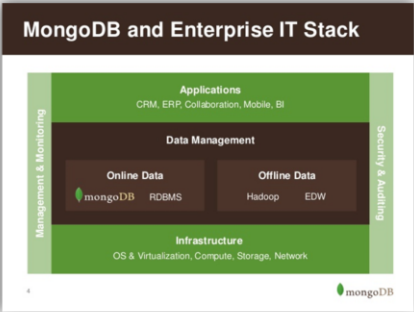 MongoDB and Enterprise IT Stack
Management & Monitoring
Applications
CRM, ERP, Collaboration, Mobile, BI
Data Management
Online Data
mongoDB RDBMS
Offline Data
Hadoop EDW
Infrastructure
OS & Virtualization, Compute, Storage, Network
Security & Auditing
4
mongoDB